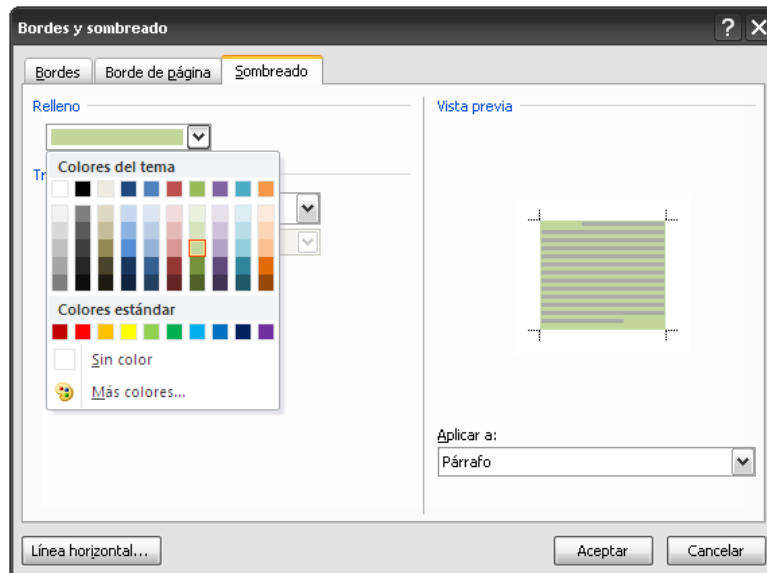 Bordes y sombreado
Bordes
Borde de página
Sombreado
Relleno
Vista previa
Colores del tema
Tr
Colores estándar
Sin color
Más colores...
Aplicar a:
Párrafo
Línea horizontal...
Aceptar
Cancelar